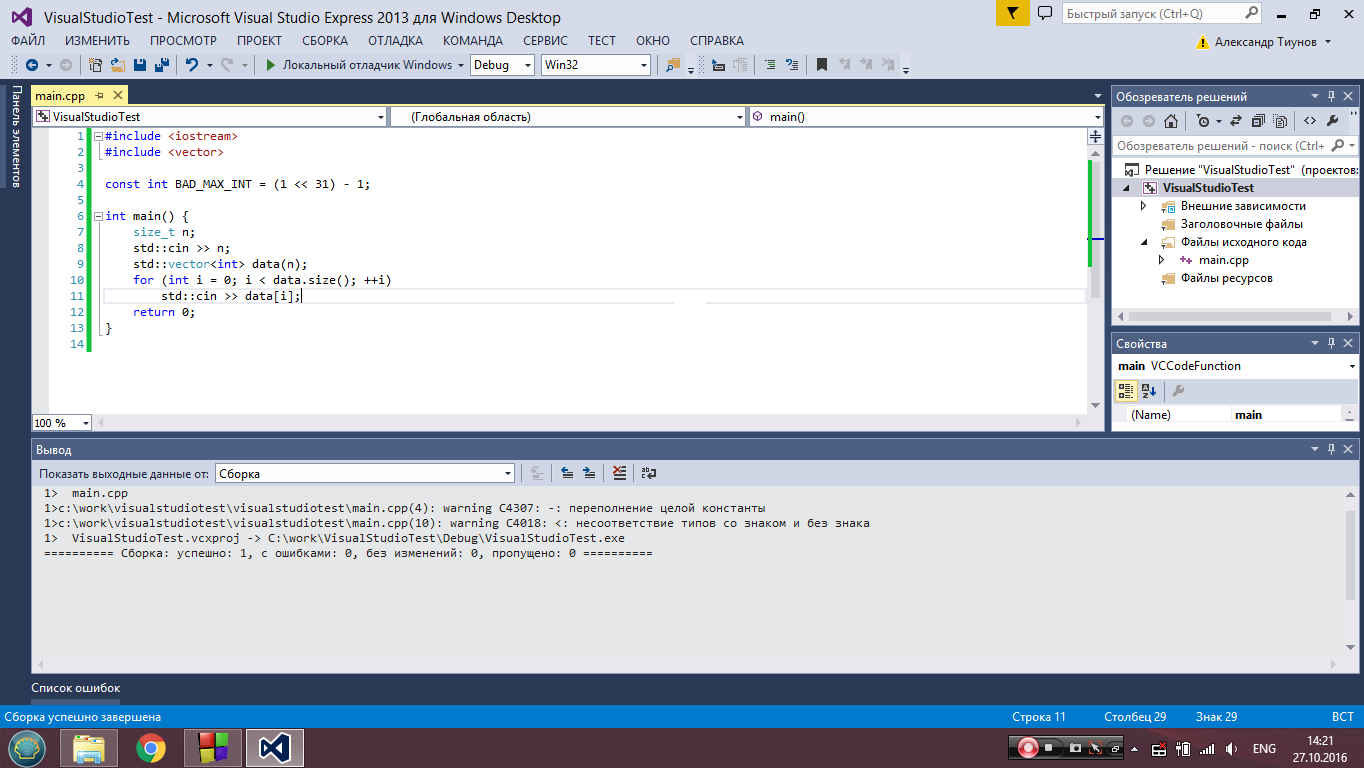 VisualStudioTest - Microsoft Visual Studio Express 2013 для Windows Desktop
Быстрый запуск (Ctrl+Q)
ФАЙЛ ИЗМЕНИТЬ ПРОСМОТР ПРОЕКТ СБОРКА ОТЛАДКА КОМАНДА СЕРВИС ТЕСТ ОКНО СПРАВКА
Александр Тиунов
Локальный отладчик Windows Debug Win32
Панель элементов
main.cpp
VisualStudioTest (Глобальная область) main()
1 #include <iostream>
2 #include <vector>
3
4 const int BAD_MAX_INT = (1 << 31) - 1;
5
6 int main() {
7 size_t n;
8 std::cin >> n;
9 std::vector<int> data(n);
10 for (int i = 0; i < data.size(); ++i)
11 std::cin >> data[i];
12 return 0;
13 }
14
100 %
Обозреватель решений
Обозреватель решений - поиск (Ctrl+
Решение "VisualStudioTest" (проектов:
VisualStudioTest
Внешние зависимости
Заголовочные файлы
Файлы исходного кода
main.cpp
Файлы ресурсов
Свойства
main VCCodeFunction
(Name) main
Вывод
Показать выходные данные от: Сборка
1> main.cpp
1>c:\work\visualstudiotest\visualstudiotest\main.cpp(4): warning C4307: -: переполнение целой константы
1>c:\work\visualstudiotest\visualstudiotest\main.cpp(10): warning C4018: <: несоответствие типов со знаком и без знака
1> VisualStudioTest.vcxproj -> C:\work\VisualStudioTest\Debug\VisualStudioTest.exe
========== Сборка: успешно: 1, с ошибками: 0, без изменений: 0, пропущено: 0 ==========
Список ошибок
Сборка успешно завершена Строка 11 Столбец 29 Знак 29 ВСТ
ENG
14:21
27.10.2016